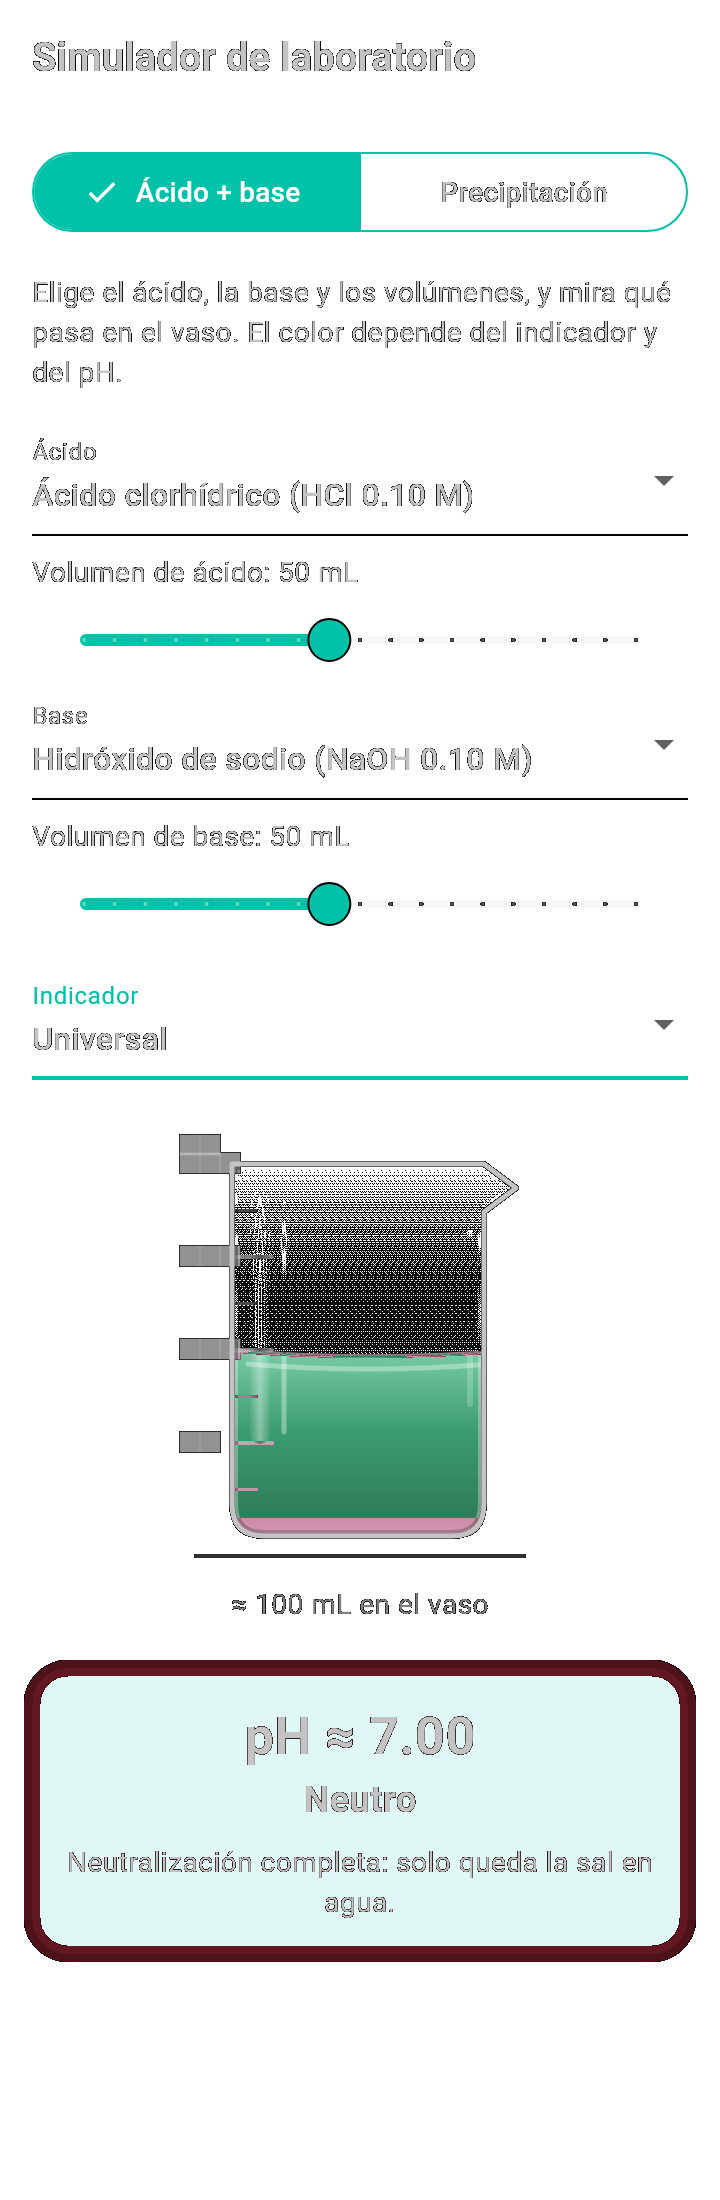 Simulador de laboratorio
Ácido + base
Precipitación
Elige el ácido, la base y los volúmenes, y mira qué
pasa en el vaso. El color depende del indicador y
del pH.
Ácido
Ácido clorhídrico (HCl 0.10 M)
Volumen de ácido: 50 mL
Base
Hidróxido de sodio (NaOH 0.10 M)
Volumen de base: 50 mL
Indicador
Universal
≈ 100 mL en el vaso
pH ≈ 7.00
Neutro
Neutralización completa: solo queda la sal en
agua.